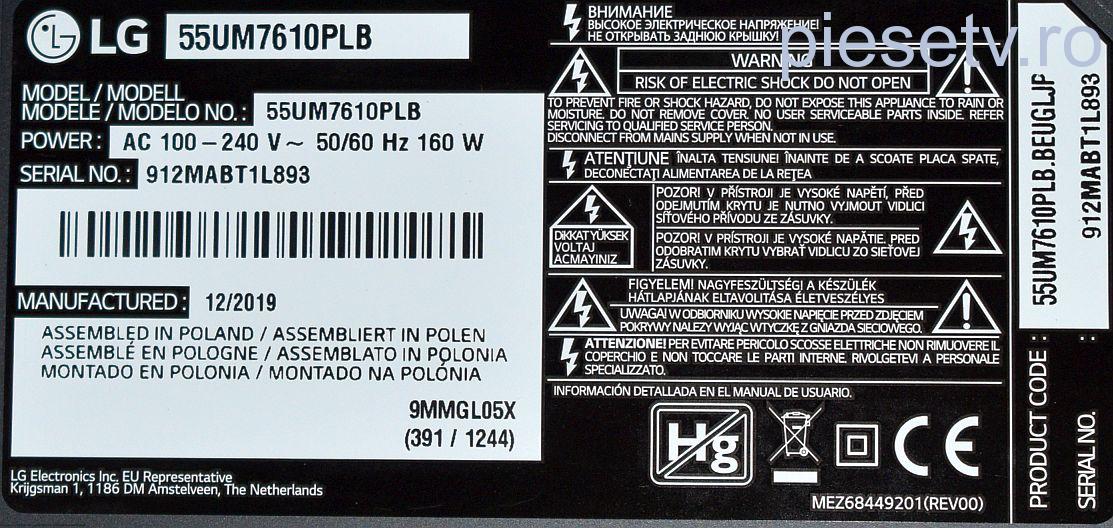 LG 55UM7610PLB
MODEL / MODELL
MODELE / MODELO NO. : 55UM7610PLB
POWER : AC 100 – 240 V ~ 50/60 Hz 160 W
SERIAL NO. : 912MABT1L893
MANUFACTURED : 12/2019
ASSEMBLED IN POLAND / ASSEMBLIERT IN POLEN
ASSEMBLÉ EN POLOGNE / ASSEMBLATO IN POLONIA
MONTADO EN POLONIA / MONTADO NA POLÓNIA
9MMGL05X
(391 / 1244)
LG Electronics Inc. EU Representative
Krijgsman 1, 1186 DM Amstelveen, The Netherlands
ВНИМАНИЕ
ВЫСОКОЕ ЭЛЕКТРИЧЕСКОЕ НАПРЯЖЕНИЕ!
НЕ ОТКРЫВАТЬ ЗАДНЮЮ КРЫШКУ!
piesetv.ro
WARNING
RISK OF ELECTRIC SHOCK DO NOT OPEN
TO PREVENT FIRE OR SHOCK HAZARD, DO NOT EXPOSE THIS APPLIANCE TO RAIN OR
MOISTURE. DO NOT REMOVE COVER. NO USER SERVICEABLE PARTS INSIDE. REFER
SERVICING TO QUALIFIED SERVICE PERSON.
DISCONNECT FROM MAINS SUPPLY WHEN NOT IN USE.
ATENŢIUNE ÎNALTA TENSIUNE! ÎNAINTE DE A SCOATE PLACA SPATE,
DECONECTAŢI ALIMENTAREA DE LA REŢEA
DiKKAT YÜKSEK
VOLTAJ
AÇMAYINIZ
POZOR! V PŘÍSTROJI JE VYSOKÉ NAPĚTÍ, PŘED
ODEJMUTÍM KRYTU JE NUTNO VYJMOUT VIDLICI
SÍŤOVÉHO PŘÍVODU ZE ZÁSUVKY.
POZOR! V PRÍSTROJI JE VYSOKÉ NAPÄTIE. PRED
ODOBRATIM KRYTU VYBRAŤ VIDLICU ZO SIEŤOVEJ
ZÁSUVKY.
FIGYELEM! NAGYFESZÜLTSÉG! A KÉSZÜLÉK
HÁTLAPJÁNAK ELTAVOLITÁSA ÉLETVESZÉLYES
UWAGA! W ODBIORNIKU WYSOKIE NAPIĘCIE PRZED ZDJĘCIEM
POKRYWY NALEZY WYJĄC WTYCZKĘ Z GNIAZDA SIECIOWEGO.
ATTENZIONE! PER EVITARE PERICOLO SCOSSE ELETTRICHE NON RIMUOVERE IL
COPERCHIO E NON TOCCARE LE PARTI INTERNE. RIVOLGETEVI A PERSONALE
SPECIALIZZATO.
INFORMACIÓN DETALLADA EN EL MANUAL DE USUARIO.
Hg
CE
MEZ68449201(REV00)
PRODUCT CODE : 55UM7610PLB.BEUGLJP
SERIAL NO. : 912MABT1L893